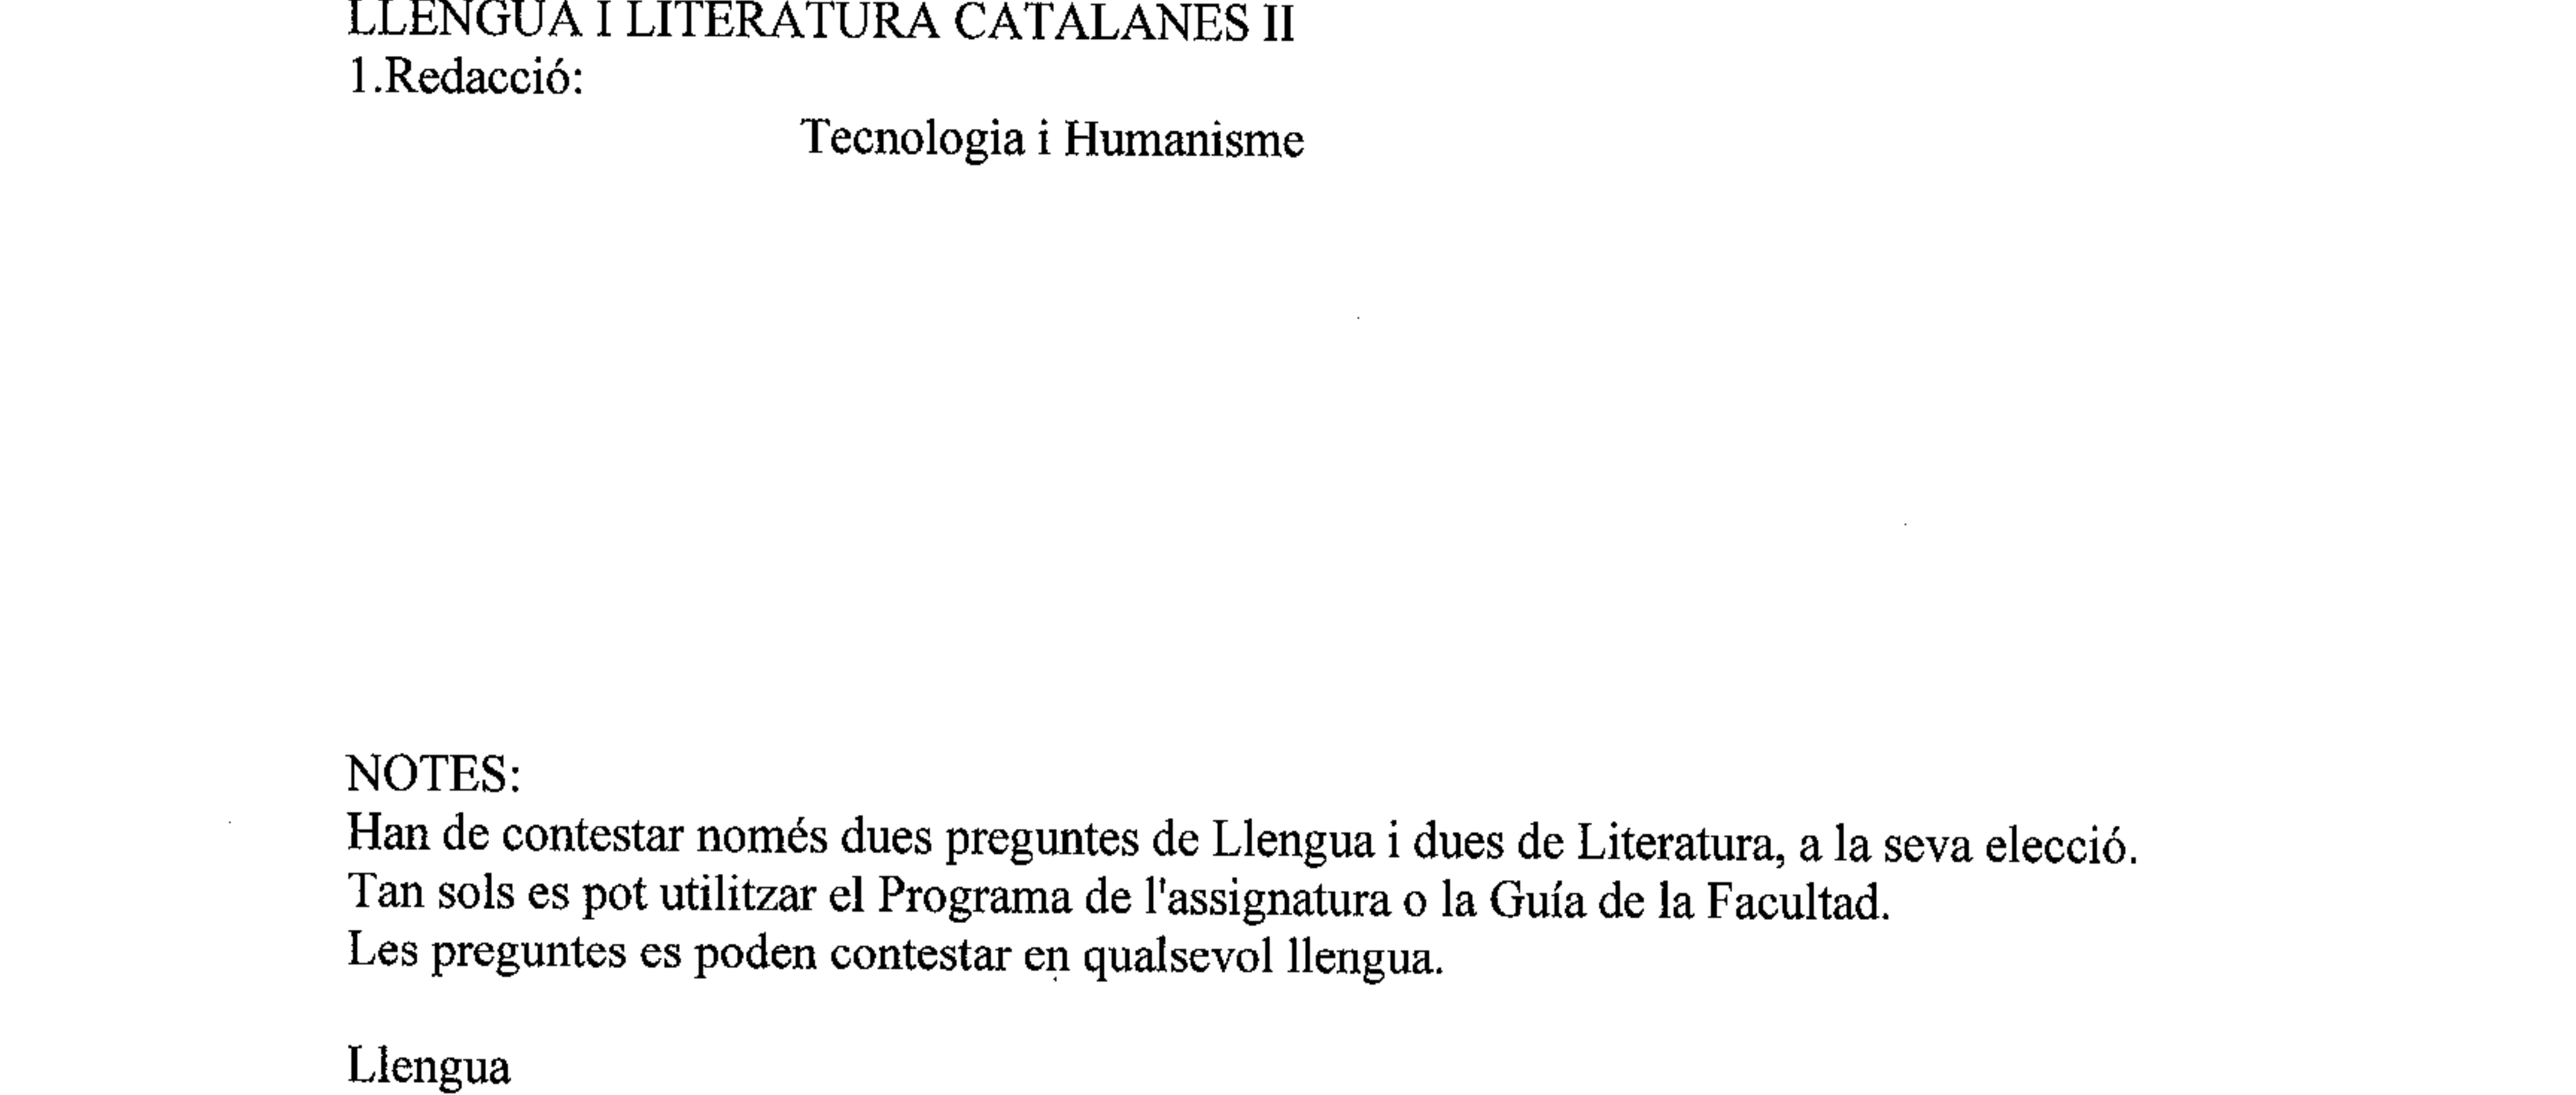 LLENGUA I LITERATURA CATALANES II
1.Redacció:
Tecnologia i Humanisme
NOTES:
Han de contestar només dues preguntes de Llengua i dues de Literatura, a la seva elecció.
Tan sols es pot utilitzar el Programa de l'assignatura o la Guía de la Facultad.
Les preguntes es poden contestar en qualsevol llengua.
Llengua